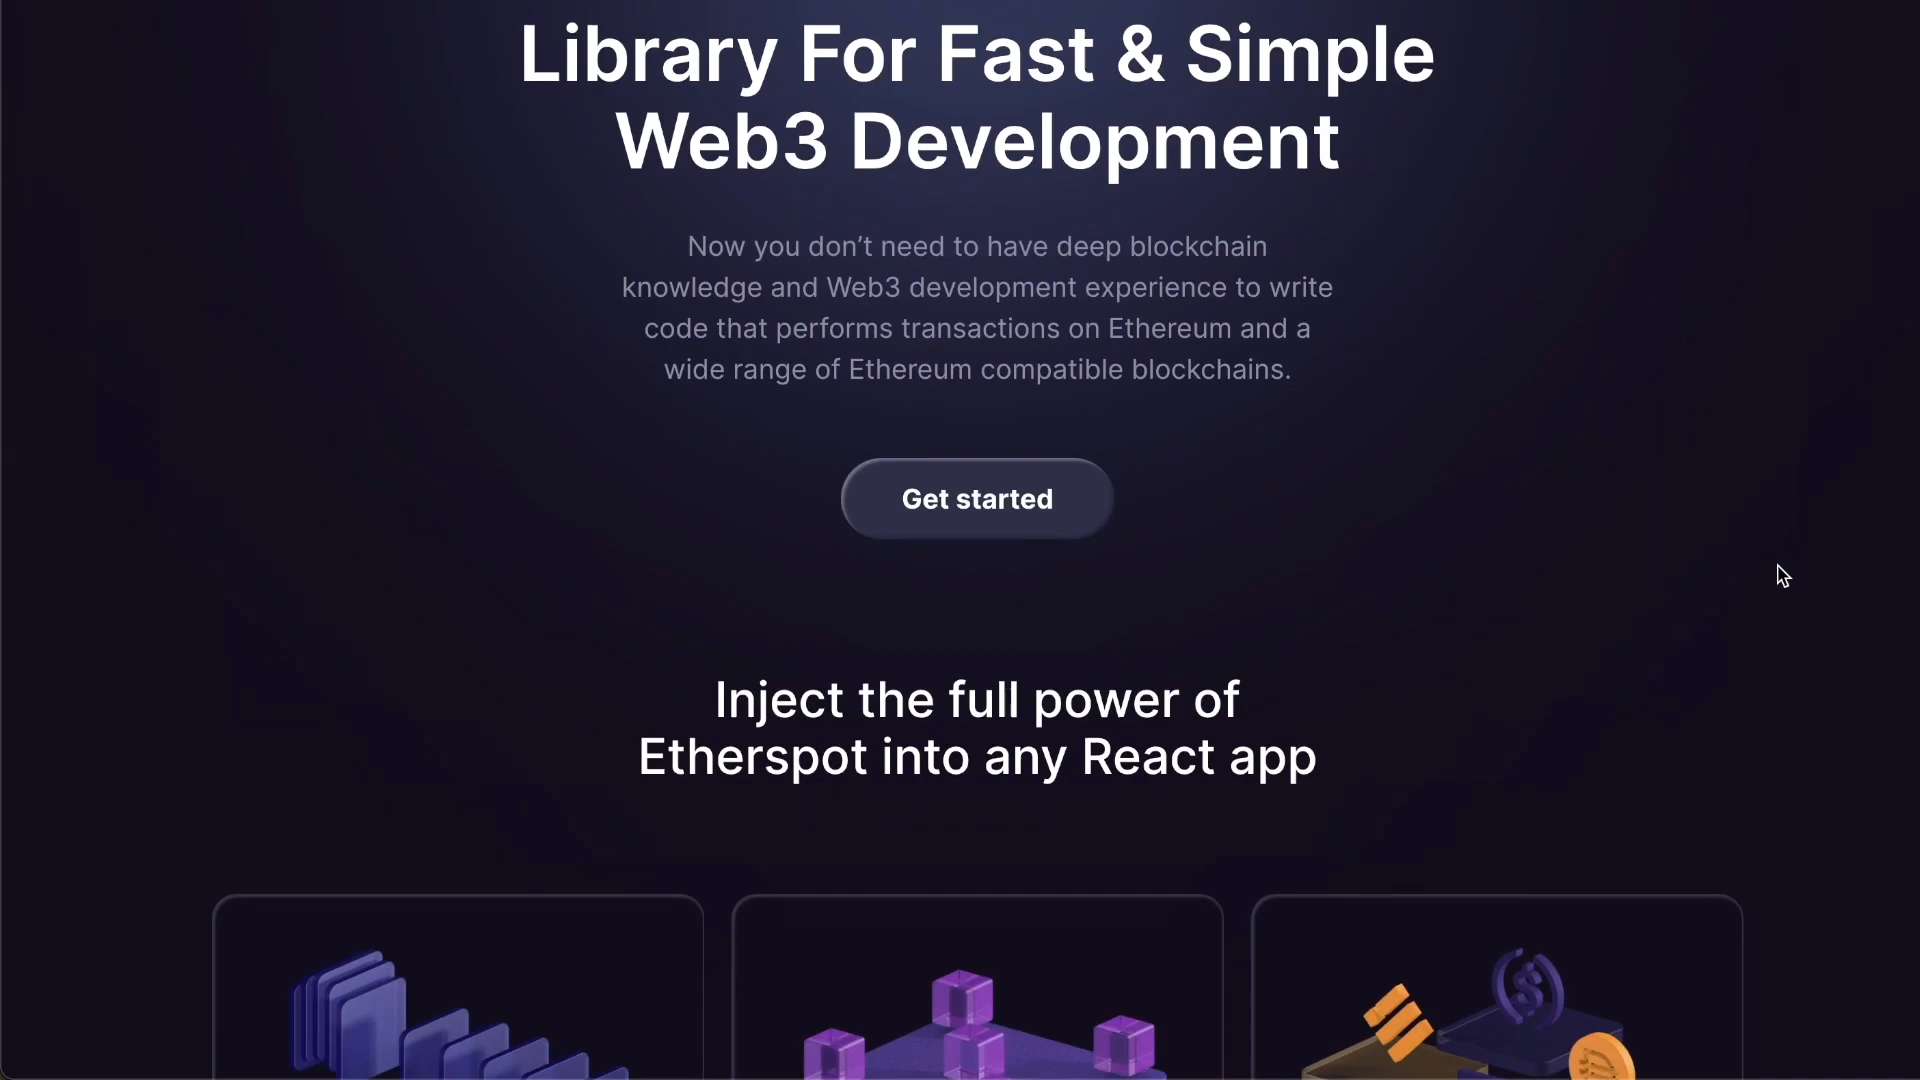 Library For Fast & Simple
Web3 Development
Now you don’t need to have deep blockchain
knowledge and Web3 development experience to write
code that performs transactions on Ethereum and a
wide range of Ethereum compatible blockchains.
Get started
Inject the full power of
Etherspot into any React app